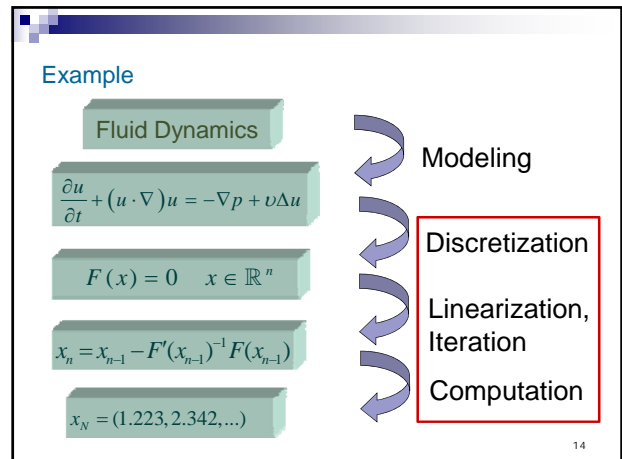 Example
Fluid Dynamics
Modeling
∂u/∂t + (u · ∇)u = −∇p + υΔu
Discretization
F(x) = 0 x ∈ ℝⁿ
Linearization,
Iteration
xₙ = xₙ₋₁ − F′(xₙ₋₁)⁻¹ F(xₙ₋₁)
Computation
x_N = (1.223, 2.342,...)
14